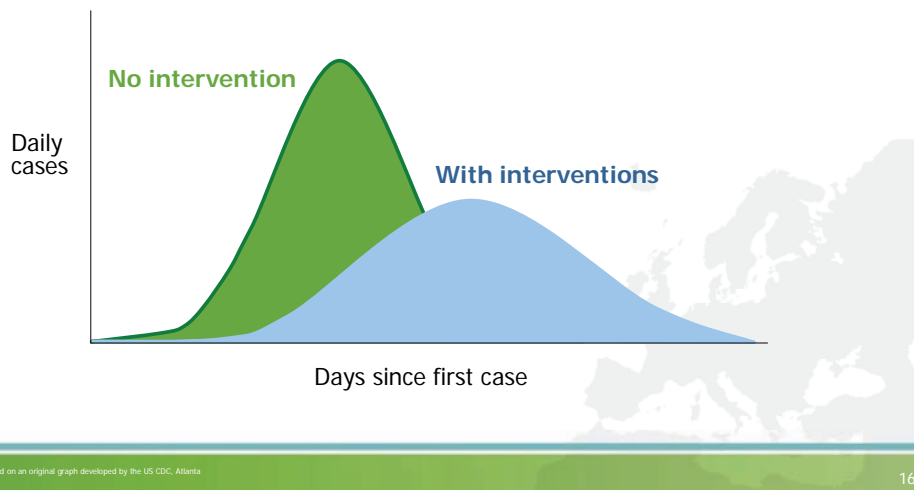 No intervention
Daily
cases
With interventions
Days since first case
d on an original graph developed by the US CDC, Atlanta
16